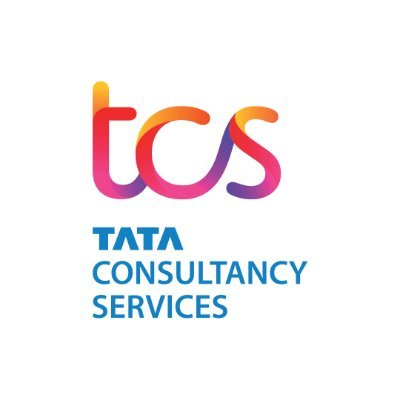 tcs
TATA
CONSULTANCY
SERVICES